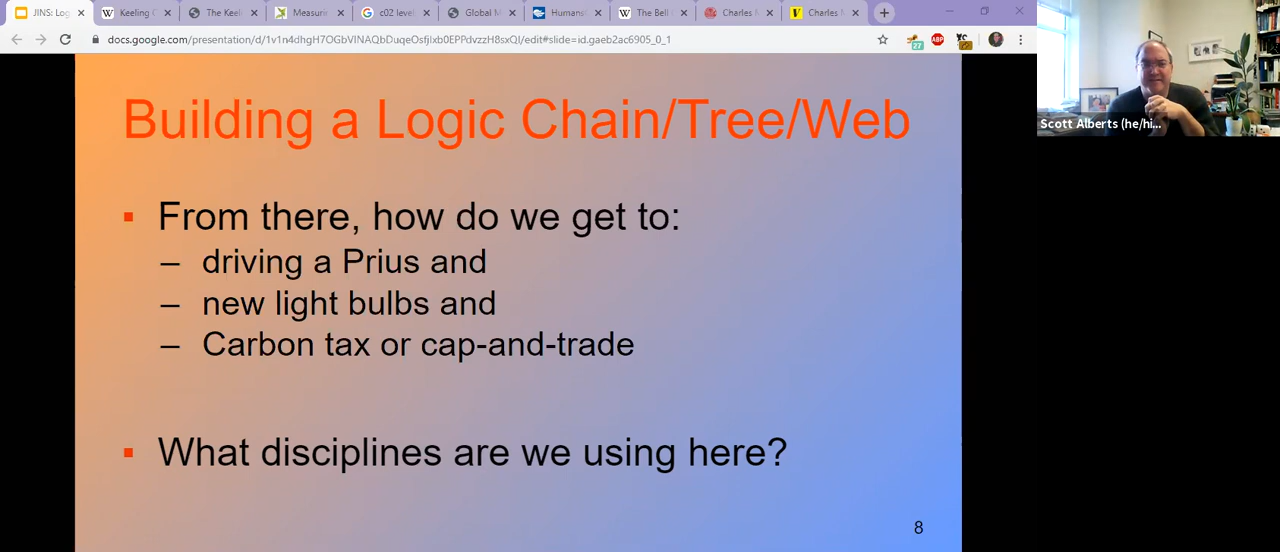 JINS: Log
Keeling C
The Keeli
Measurin
c02 level
Global M
Humans
The Bell
Charles M
Charles M
docs.google.com/presentation/d/1v1n4dhgH7OGbVINAQbDuqeOsfjIxb0EPPdvzzH8sxQI/edit#slide=id.gaeb2ac6905_0_1
27
ABP
Scott Alberts (he/hi...
Building a Logic Chain/Tree/Web
From there, how do we get to:
– driving a Prius and
– new light bulbs and
– Carbon tax or cap-and-trade
What disciplines are we using here?
8